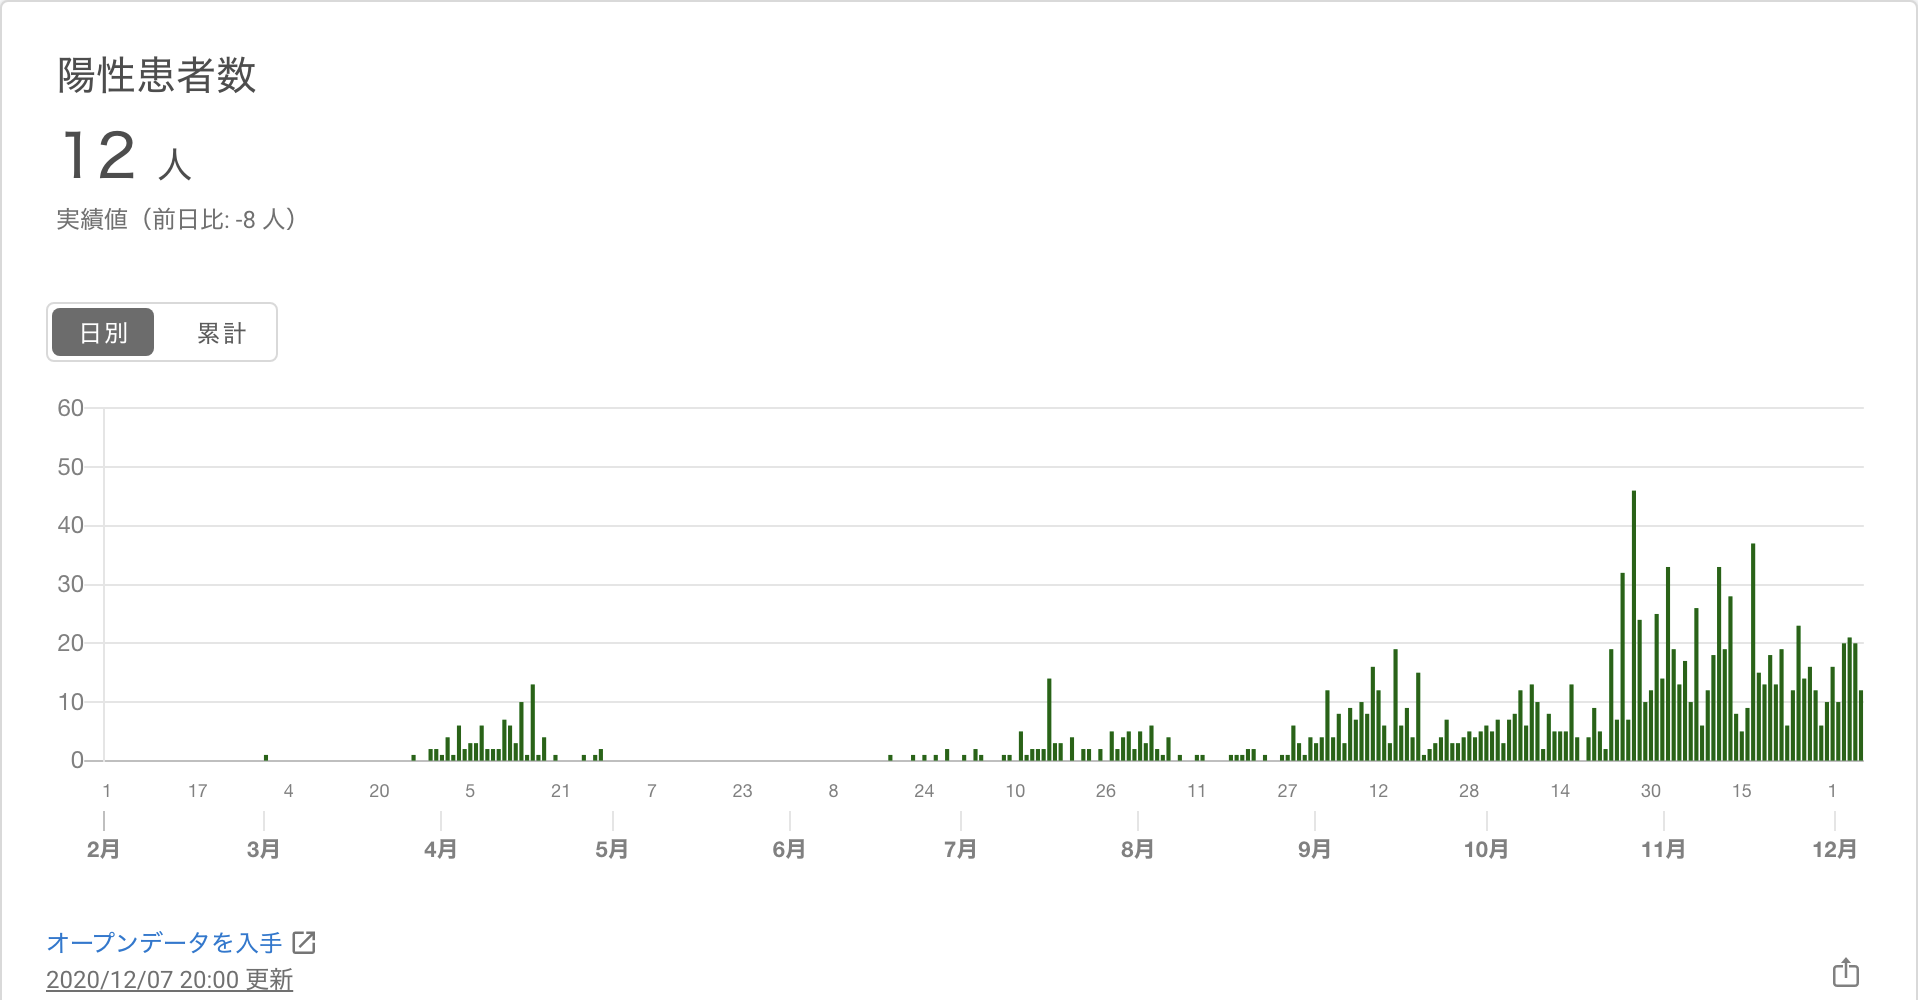 陽性患者数
12 人
実績値（前日比: -8 人）
日別 累計
60
50
40
30
20
10
0
1 17 4 20 5 21 7 23 8 24 10 26 11 27 12 28 14 30 15 1
2月 3月 4月 5月 6月 7月 8月 9月 10月 11月 12月
オープンデータを入手
2020/12/07 20:00 更新